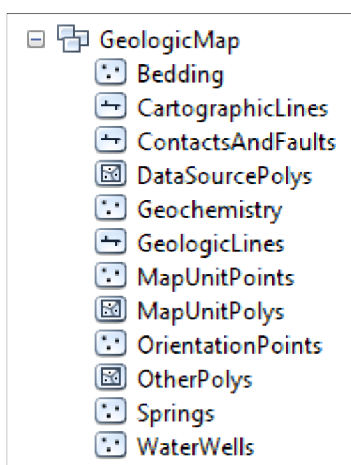 GeologicMap
Bedding
CartographicLines
ContactsAndFaults
DataSourcePolys
Geochemistry
GeologicLines
MapUnitPoints
MapUnitPolys
OrientationPoints
OtherPolys
Springs
WaterWells